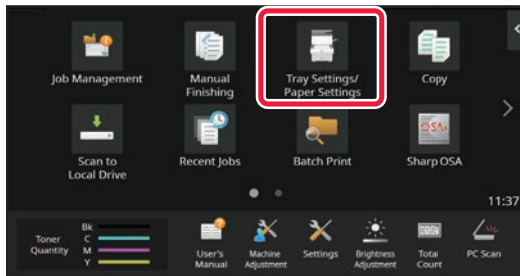 Job Management
Manual
Finishing
Tray Settings/
Paper Settings
Copy
Scan to
Local Drive
Recent Jobs
Batch Print
Sharp OSA
11:37
Toner
Quantity
Bk
C
M
Y
User's
Manual
Machine
Adjustment
Settings
Brightness
Adjustment
Total
Count
PC Scan